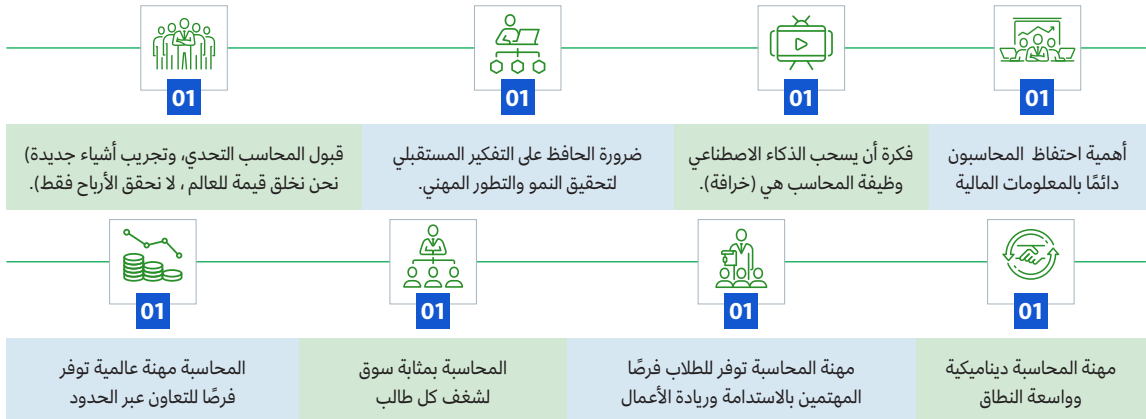 01
أهمية احتفاظ المحاسبون
دائمًا بالمعلومات المالية
01
فكرة أن يسحب الذكاء الاصطناعي
وظيفة المحاسب هي (خرافة).
01
ضرورة الحافظ على التفكير المستقبلي
لتحقيق النمو والتطور المهني.
01
قبول المحاسب التحدي، وتجريب أشياء جديدة)
نحن نخلق قيمة للعالم ، لا نحقق الأرباح فقط).
01
مهنة المحاسبة ديناميكية
وواسعة النطاق
01
مهنة المحاسبة توفر للطلاب فرصًا
المهتمين بالاستدامة وريادة الأعمال
01
المحاسبة بمثابة سوق
لشغف كل طالب
01
المحاسبة مهنة عالمية توفر
فرصًا للتعاون عبر الحدود